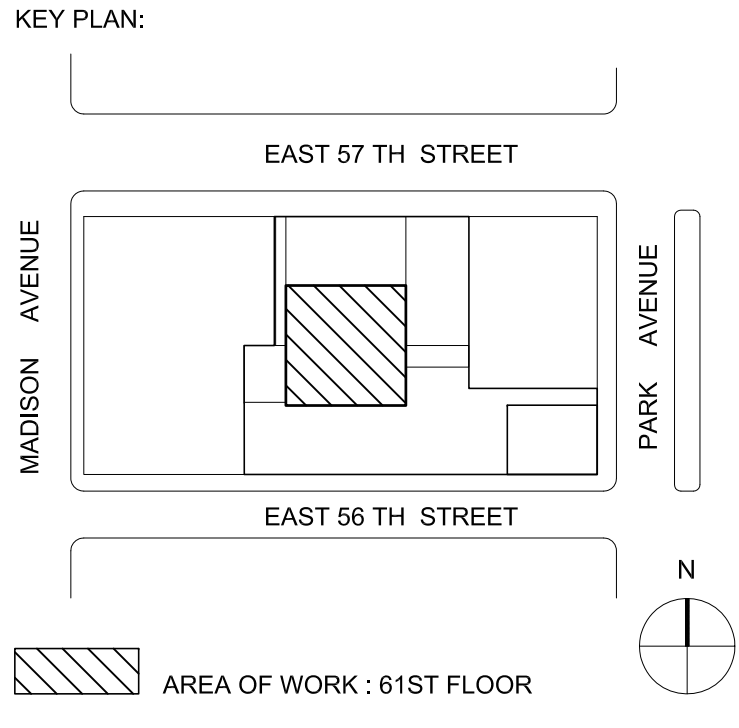 KEY PLAN:
EAST 57 TH STREET
MADISON AVENUE
PARK AVENUE
EAST 56 TH STREET
N
AREA OF WORK : 61ST FLOOR